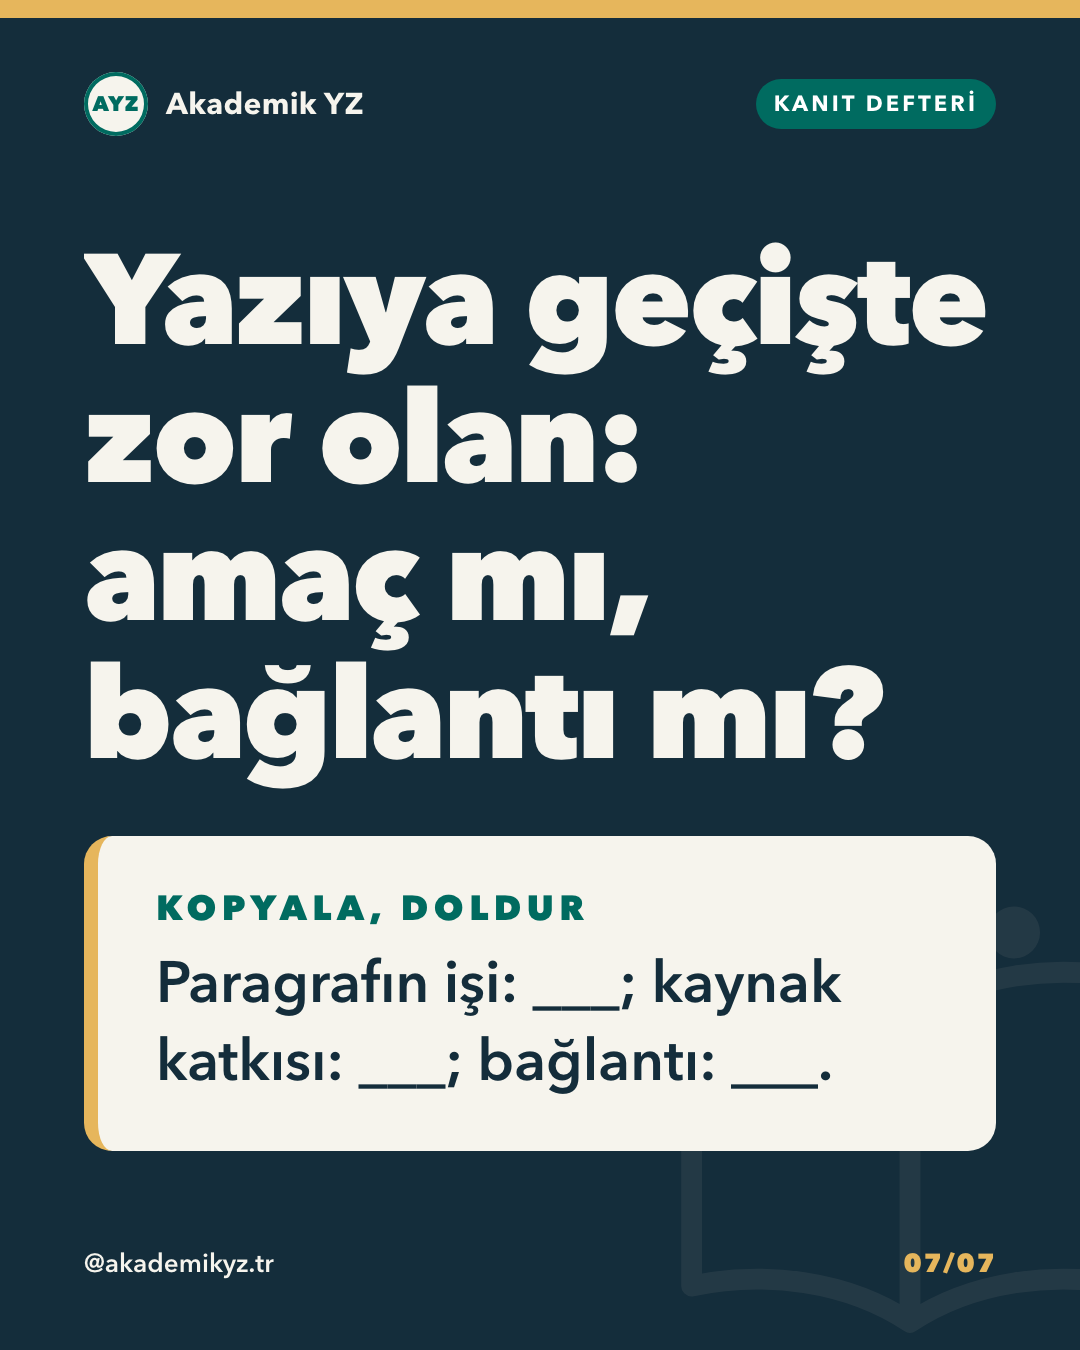 AYZ
Akademik YZ
KANIT DEFTERİ
Yazıya geçişte
zor olan:
amaç mı,
bağlantı mı?
KOPYALA, DOLDUR
Paragrafın işi: ___; kaynak
katkısı: ___; bağlantı: ___.
@akademikyz.tr
07/07